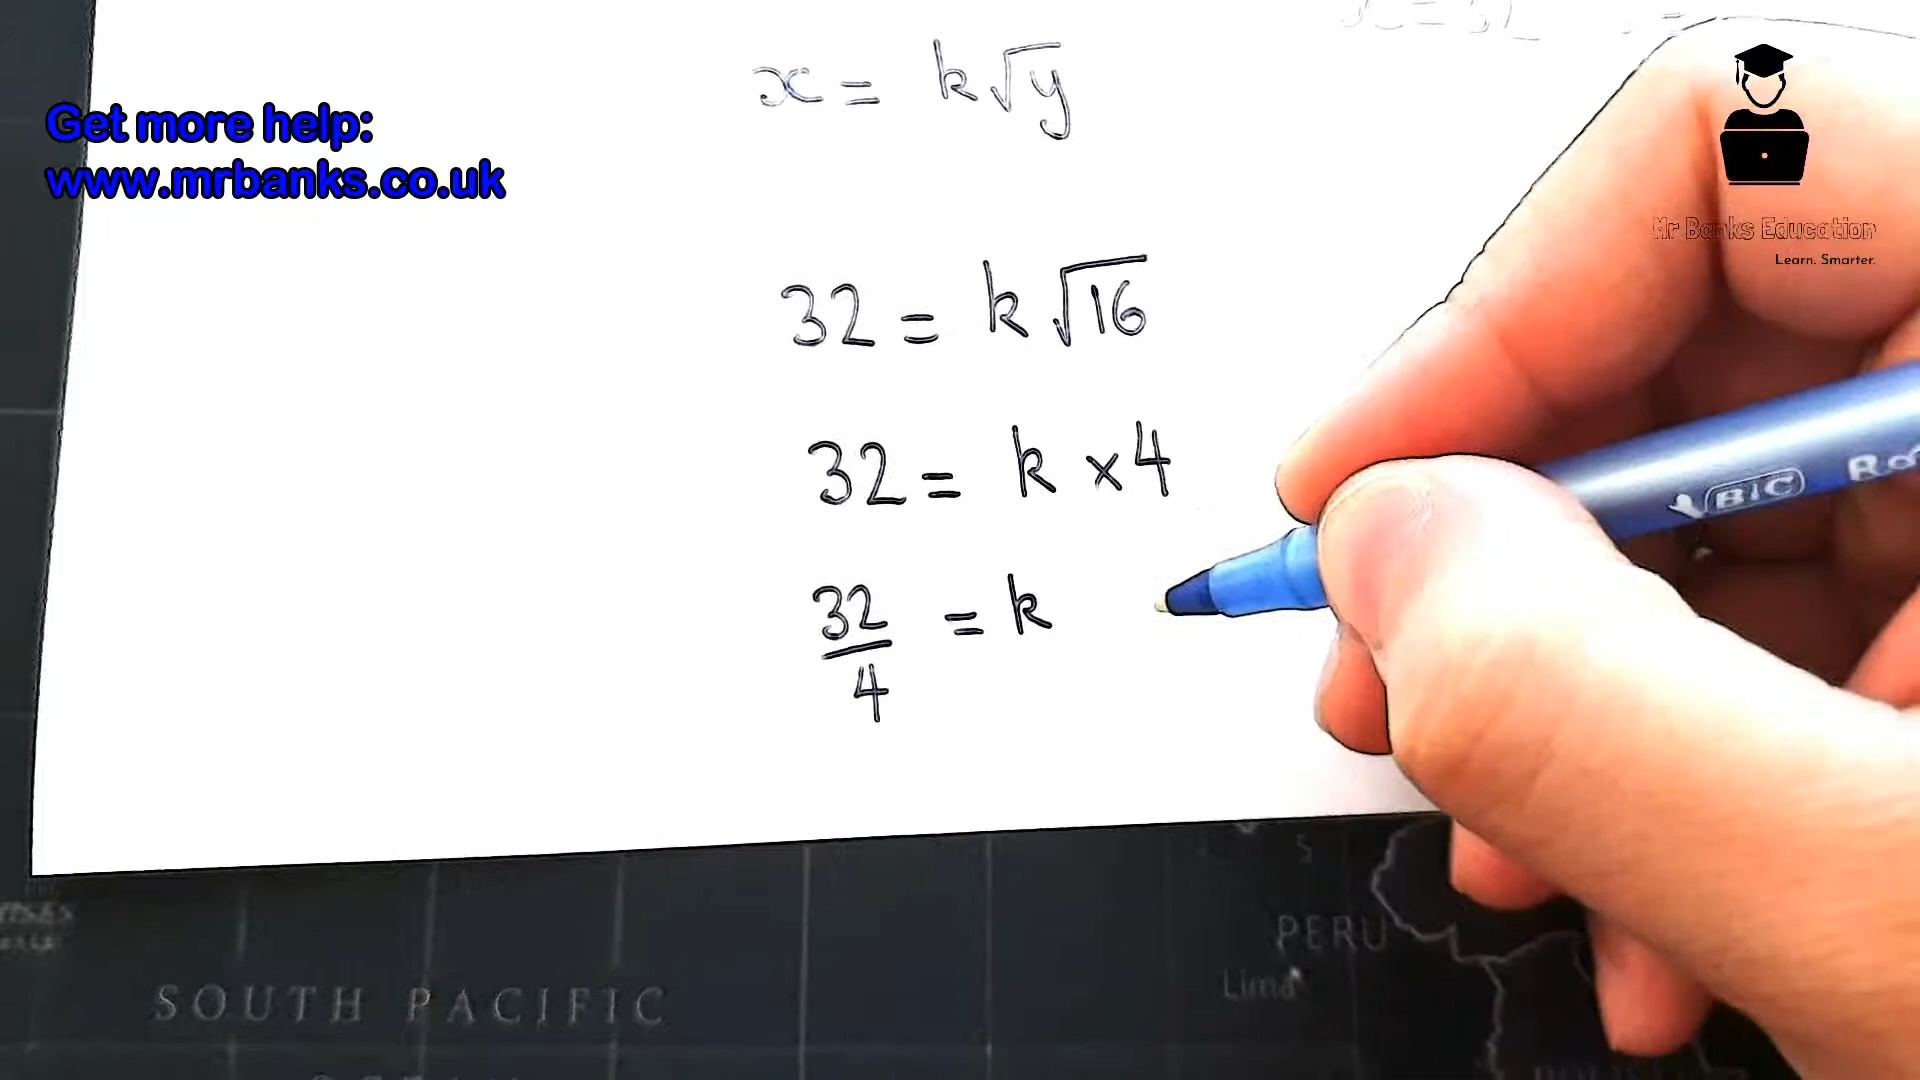 x = k√y
Get more help:
www.mrbanks.co.uk
Mr Banks Education
Learn. Smarter.
32 = k√16
32 = k × 4
32/4 = k
BIC
PERU
Lima
SOUTH PACIFIC